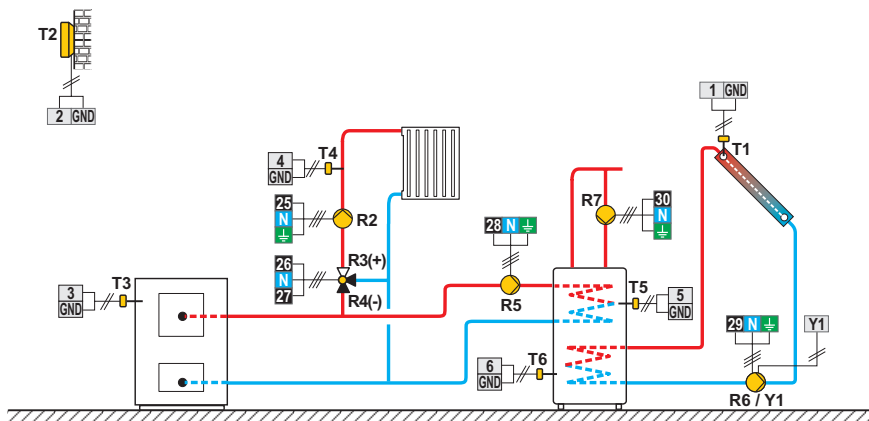 T2
2 GND
1 GND
T1
4
GND
T4
25
N
R2
R7
30
N
28 N
26
N
27
R3(+)
R4(-)
3
GND
T3
R5
T5
5
GND
29 N
Y1
6
GND
T6
R6 / Y1